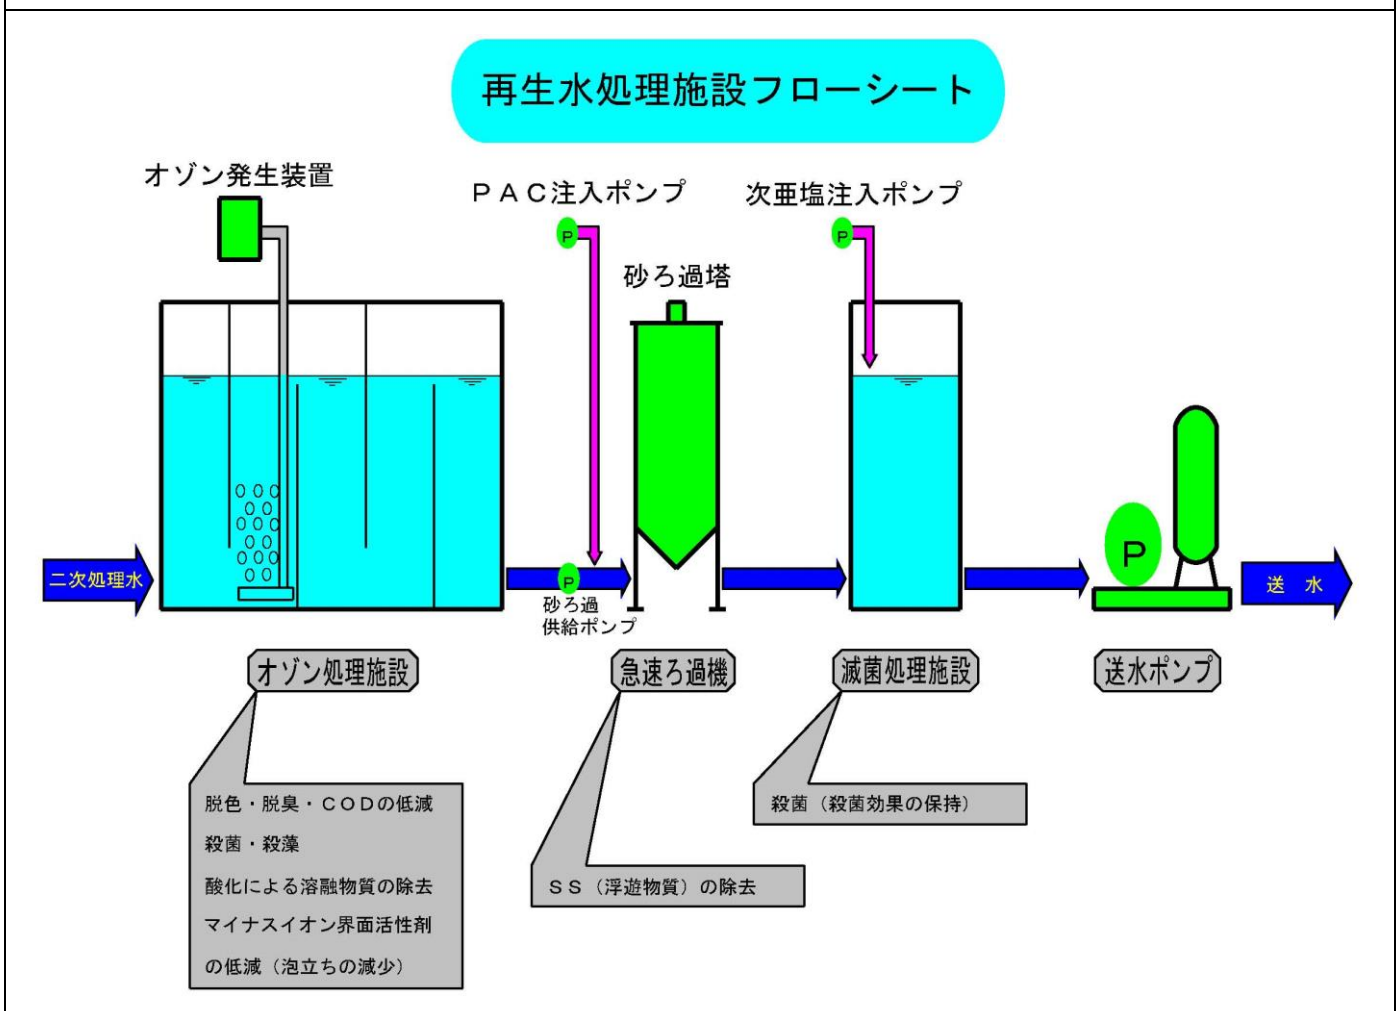 再生水処理施設フローシート
オゾン発生装置
ＰＡＣ注入ポンプ
次亜塩注入ポンプ
P
P
砂ろ過塔
二次処理水
P
砂ろ過
供給ポンプ
P
送　水
オゾン処理施設
急速ろ過機
滅菌処理施設
送水ポンプ
脱色・脱臭・ＣＯＤの低減
殺菌・殺藻
酸化による溶融物質の除去
マイナスイオン界面活性剤
の低減（泡立ちの減少）
ＳＳ（浮遊物質）の除去
殺菌（殺菌効果の保持）